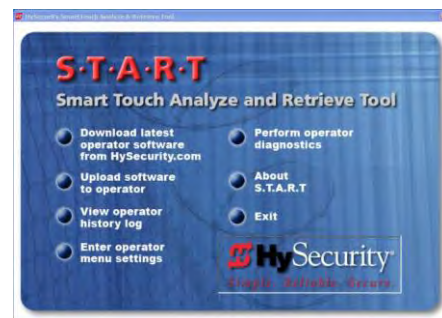 HySecurity Smart Touch Analyze & Retrieve Tool
S·T·A·R·T
Smart Touch Analyze and Retrieve Tool
Download latest
operator software
from HySecurity.com
Upload software
to operator
View operator
history log
Enter operator
menu settings
Perform operator
diagnostics
About
S.T.A.R.T
Exit
HySecurity®
Simple. Reliable. Secure.